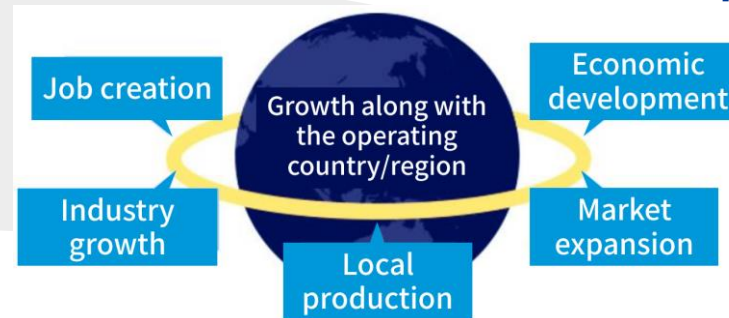 Job creation
Economic
development
Growth along with
the operating
country/region
Industry
growth
Market
expansion
Local
production